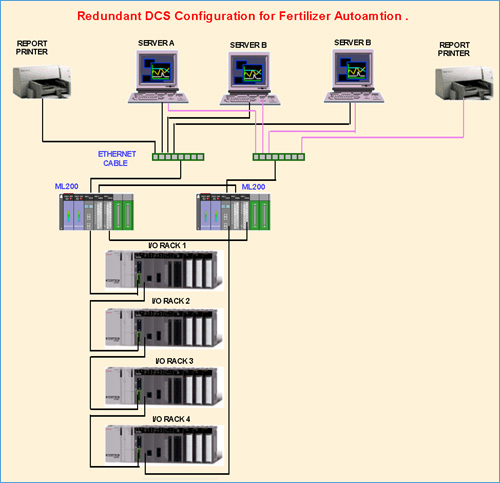 Redundant DCS Configuration for Fertilizer Autoamtion .
REPORT
PRINTER
SERVER A
SERVER B
SERVER B
REPORT
PRINTER
ETHERNET
CABLE
ML200
ML200
I/O RACK 1
I/O RACK 2
I/O RACK 3
I/O RACK 4